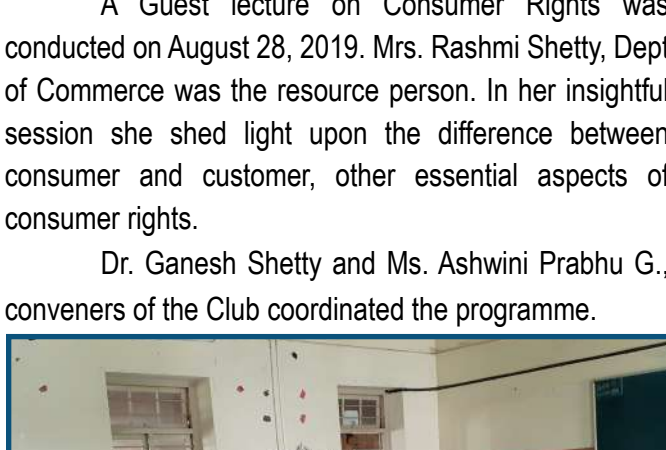 A Guest lecture on Consumer Rights was
conducted on August 28, 2019. Mrs. Rashmi Shetty, Dept
of Commerce was the resource person. In her insightful
session she shed light upon the difference between
consumer and customer, other essential aspects of
consumer rights.
Dr. Ganesh Shetty and Ms. Ashwini Prabhu G.,
conveners of the Club coordinated the programme.